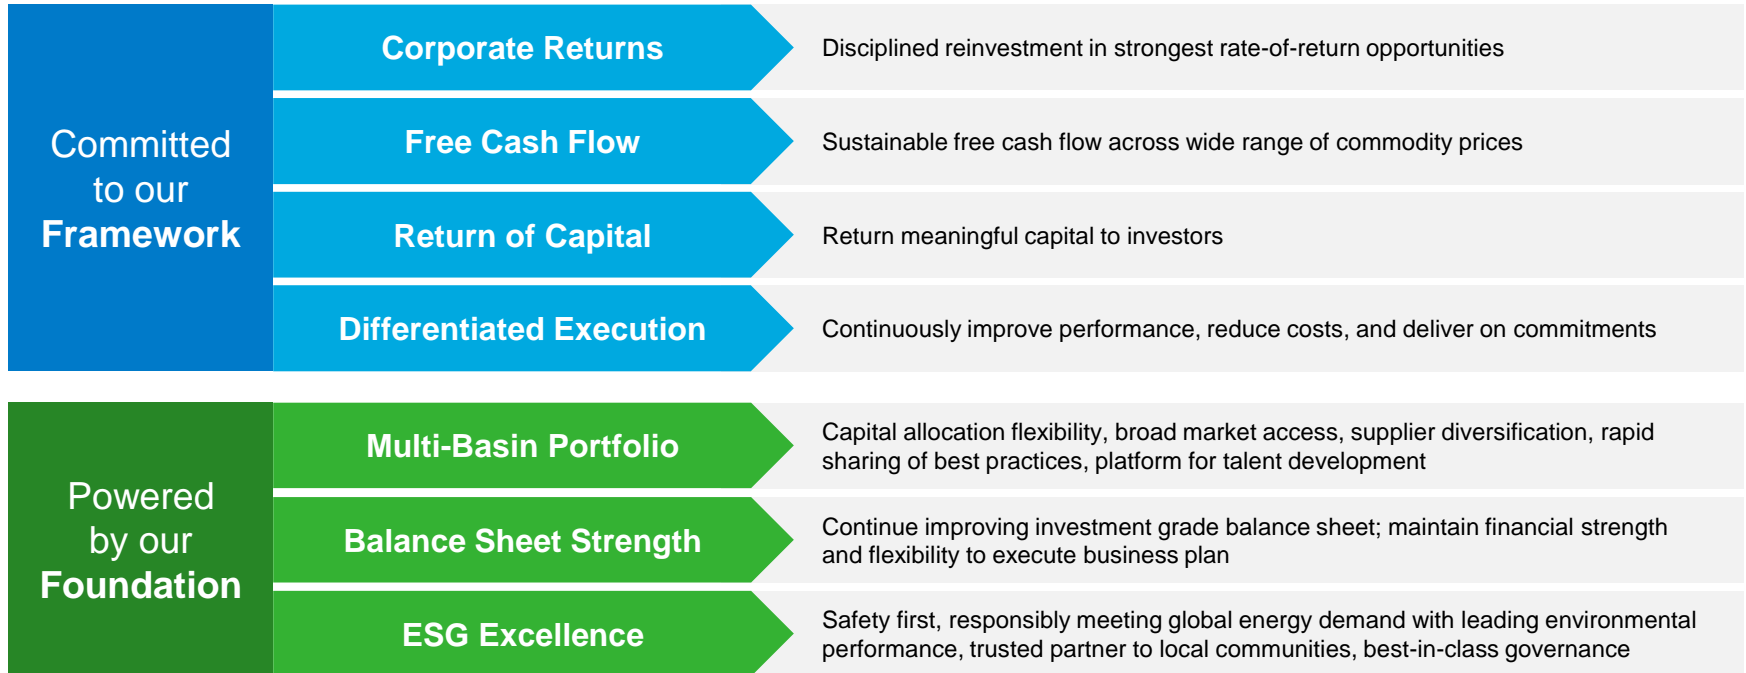 Committed
to our
Framework
Corporate Returns
Disciplined reinvestment in strongest rate-of-return opportunities
Free Cash Flow
Sustainable free cash flow across wide range of commodity prices
Return of Capital
Return meaningful capital to investors
Differentiated Execution
Continuously improve performance, reduce costs, and deliver on commitments
Powered
by our
Foundation
Multi-Basin Portfolio
Capital allocation flexibility, broad market access, supplier diversification, rapid
sharing of best practices, platform for talent development
Balance Sheet Strength
Continue improving investment grade balance sheet; maintain financial strength
and flexibility to execute business plan
ESG Excellence
Safety first, responsibly meeting global energy demand with leading environmental
performance, trusted partner to local communities, best-in-class governance